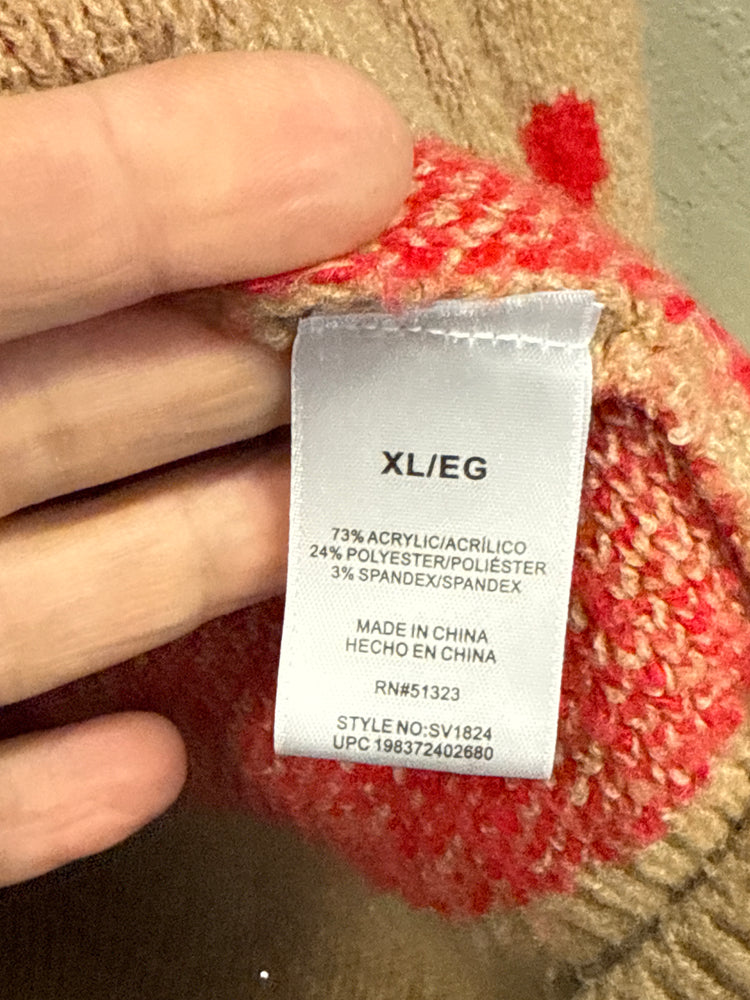 XL/EG
73% ACRYLIC/ACRÍLICO
24% POLYESTER/POLIÉSTER
3% SPANDEX/SPANDEX
MADE IN CHINA
HECHO EN CHINA
RN#51323
STYLE NO:SV1824
UPC 198372402680